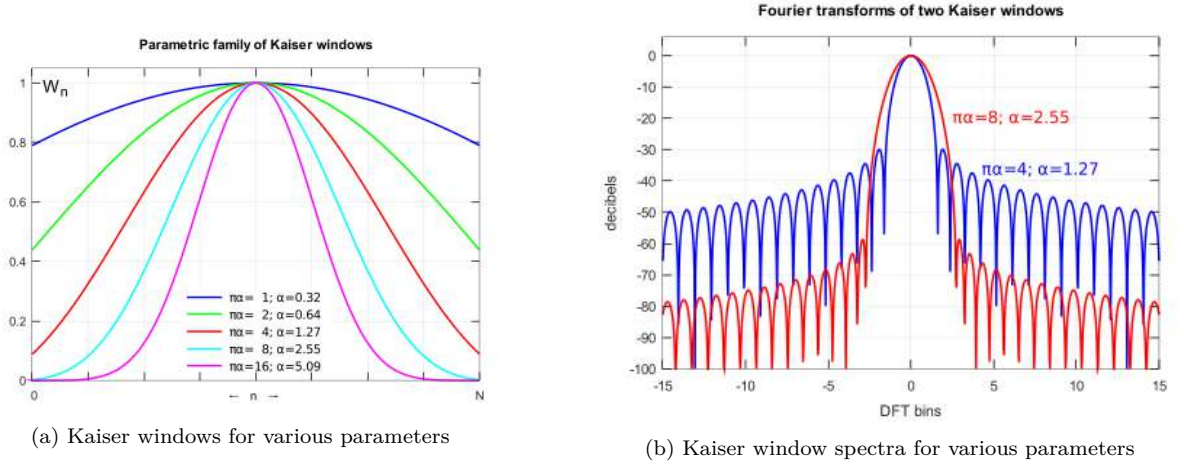 Parametric family of Kaiser windows
Wn
1
0.8
0.6
0.4
0.2
0
πα= 1; α=0.32
πα= 2; α=0.64
πα= 4; α=1.27
πα= 8; α=2.55
πα=16; α=5.09
0
← n →
N
(a) Kaiser windows for various parameters
Fourier transforms of two Kaiser windows
decibels
0
-10
-20
-30
-40
-50
-60
-70
-80
-90
-100
πα=8; α=2.55
πα=4; α=1.27
-15
-10
-5
0
5
10
15
DFT bins
(b) Kaiser window spectra for various parameters